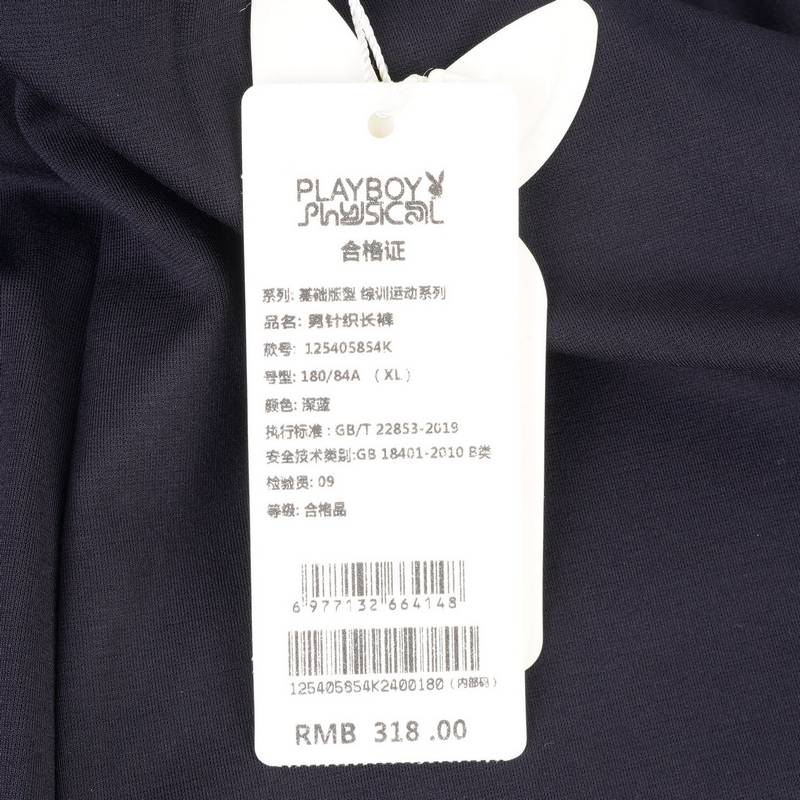 PLAYBOY
PHYSICAL
合格证
系列: 基础版型 综训运动系列
品名: 男针织长裤
款号: 125405854K
号型: 180/84A (XL)
颜色: 深蓝
执行标准: GB/T 22853-2019
安全技术类别:GB 18401-2010 B类
检验员: 09
等级: 合格品
6 977132 664148
125405854K2400180 (内部码)
RMB 318.00